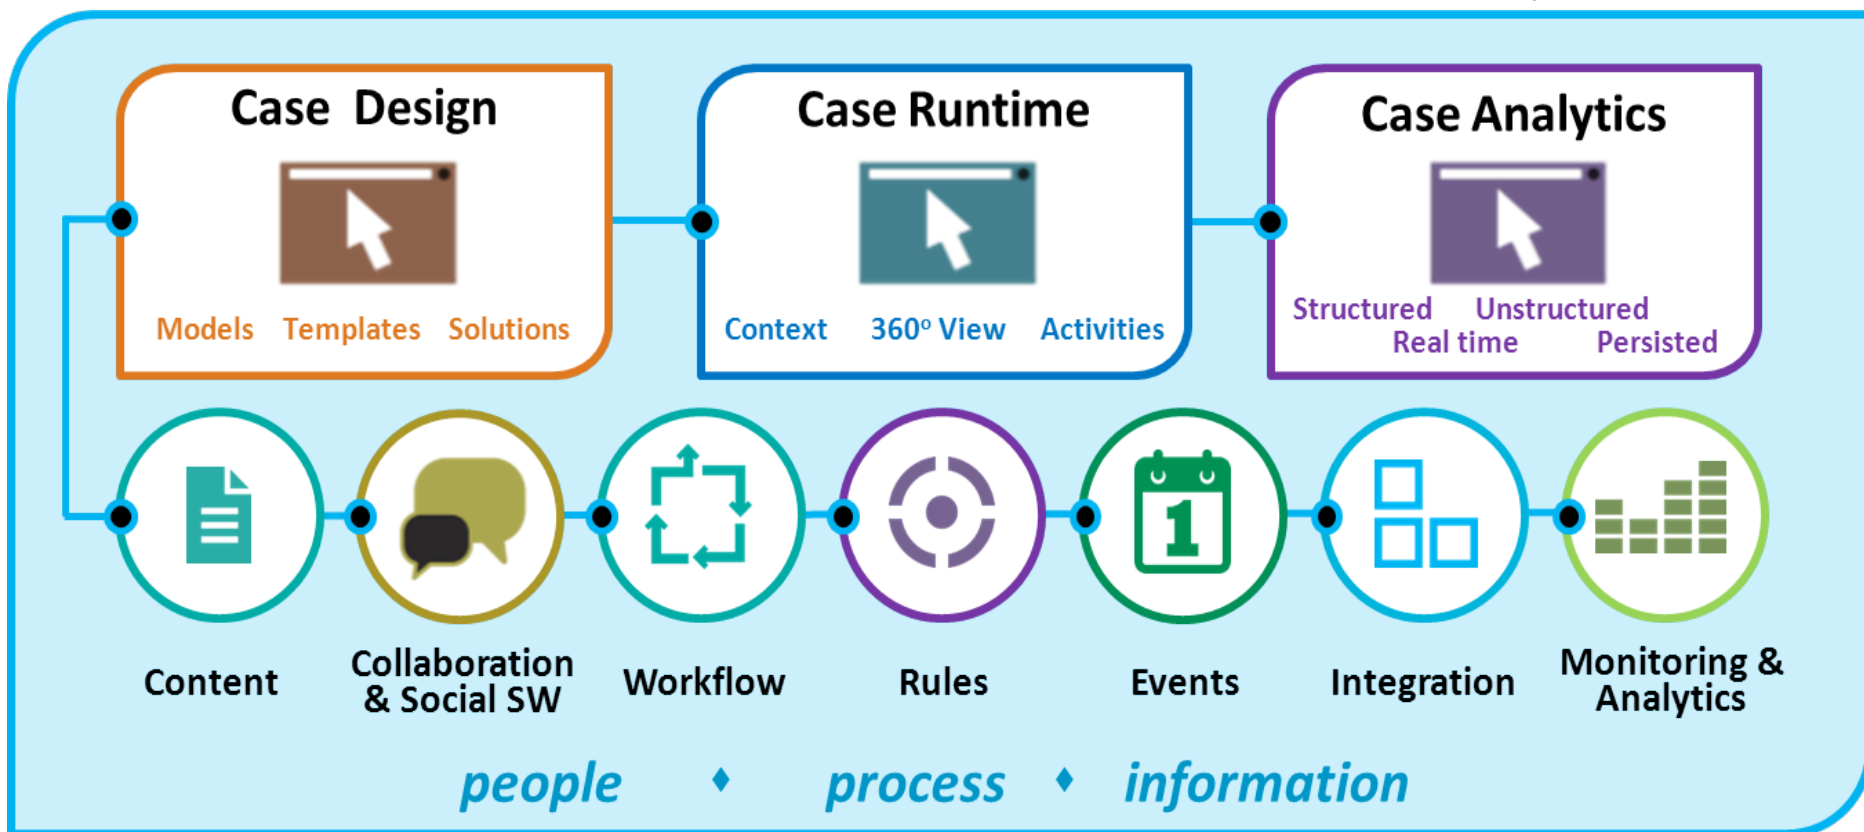 Case Design
Case Runtime
Case Analytics
Models Templates Solutions
Context 360º View Activities
Structured Unstructured
Real time Persisted
1
Content
Collaboration
& Social SW
Workflow
Rules
Events
Integration
Monitoring &
Analytics
people ♦ process ♦ information